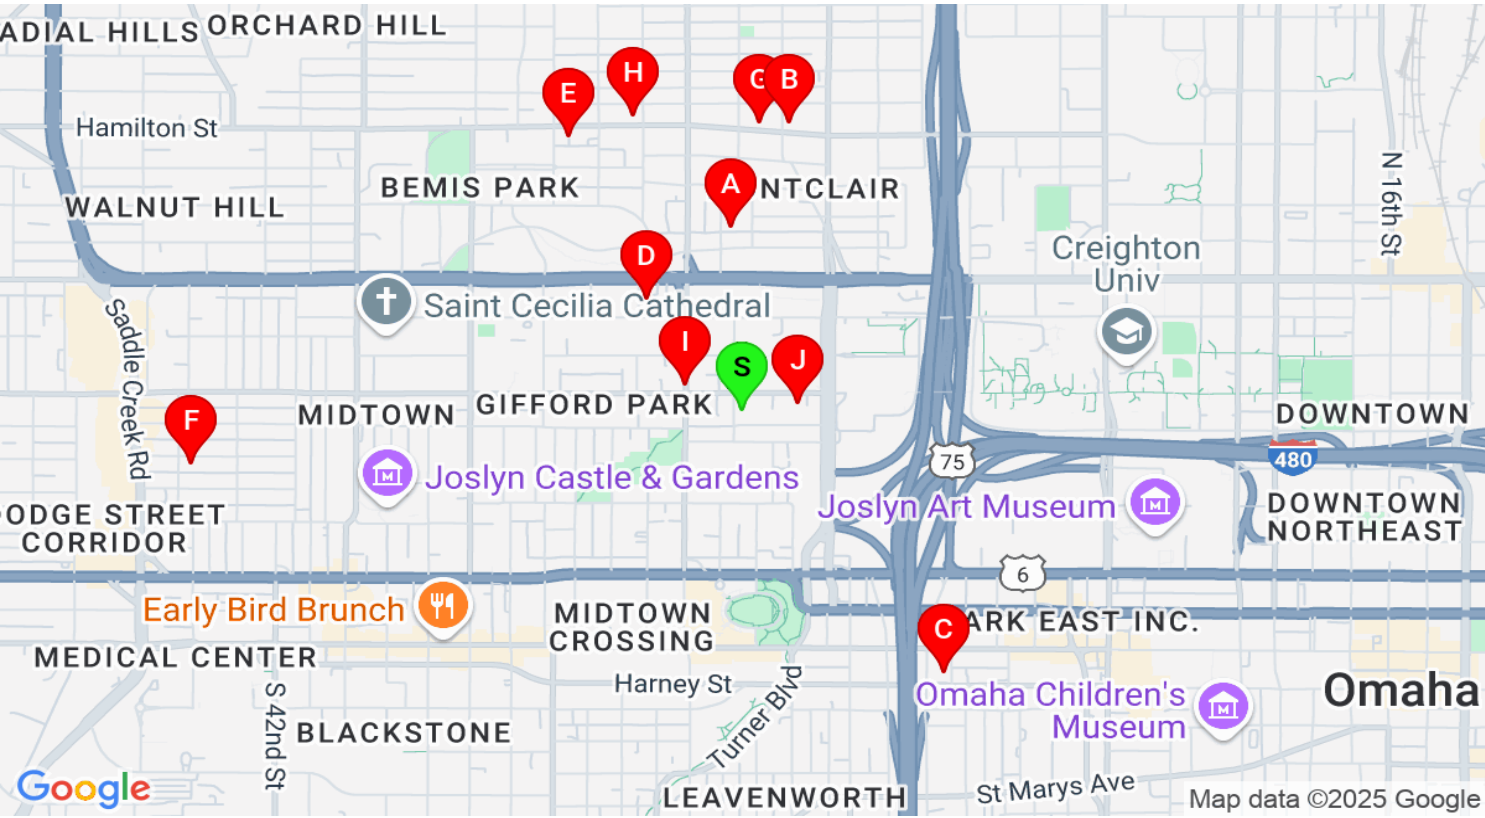 ADIAL HILLS
ORCHARD HILL
H
G
B
E
Hamilton St
A
NTCLAIR
BEMIS PARK
WALNUT HILL
N 16th St
D
Creighton
Univ
Saint Cecilia Cathedral
Saddle Creek Rd
I
S
J
F
MIDTOWN
GIFFORD PARK
DOWNTOWN
75
480
Joslyn Castle & Gardens
Joslyn Art Museum
DOWNTOWN
NORTHEAST
ODGE STREET
CORRIDOR
6
Early Bird Brunch
MIDTOWN
CROSSING
C
ARK EAST INC.
MEDICAL CENTER
Harney St
Turner Blvd
S 42nd St
Omaha Children's
Museum
Omaha
BLACKSTONE
Google
LEAVENWORTH
St Marys Ave
Map data ©2025 Google